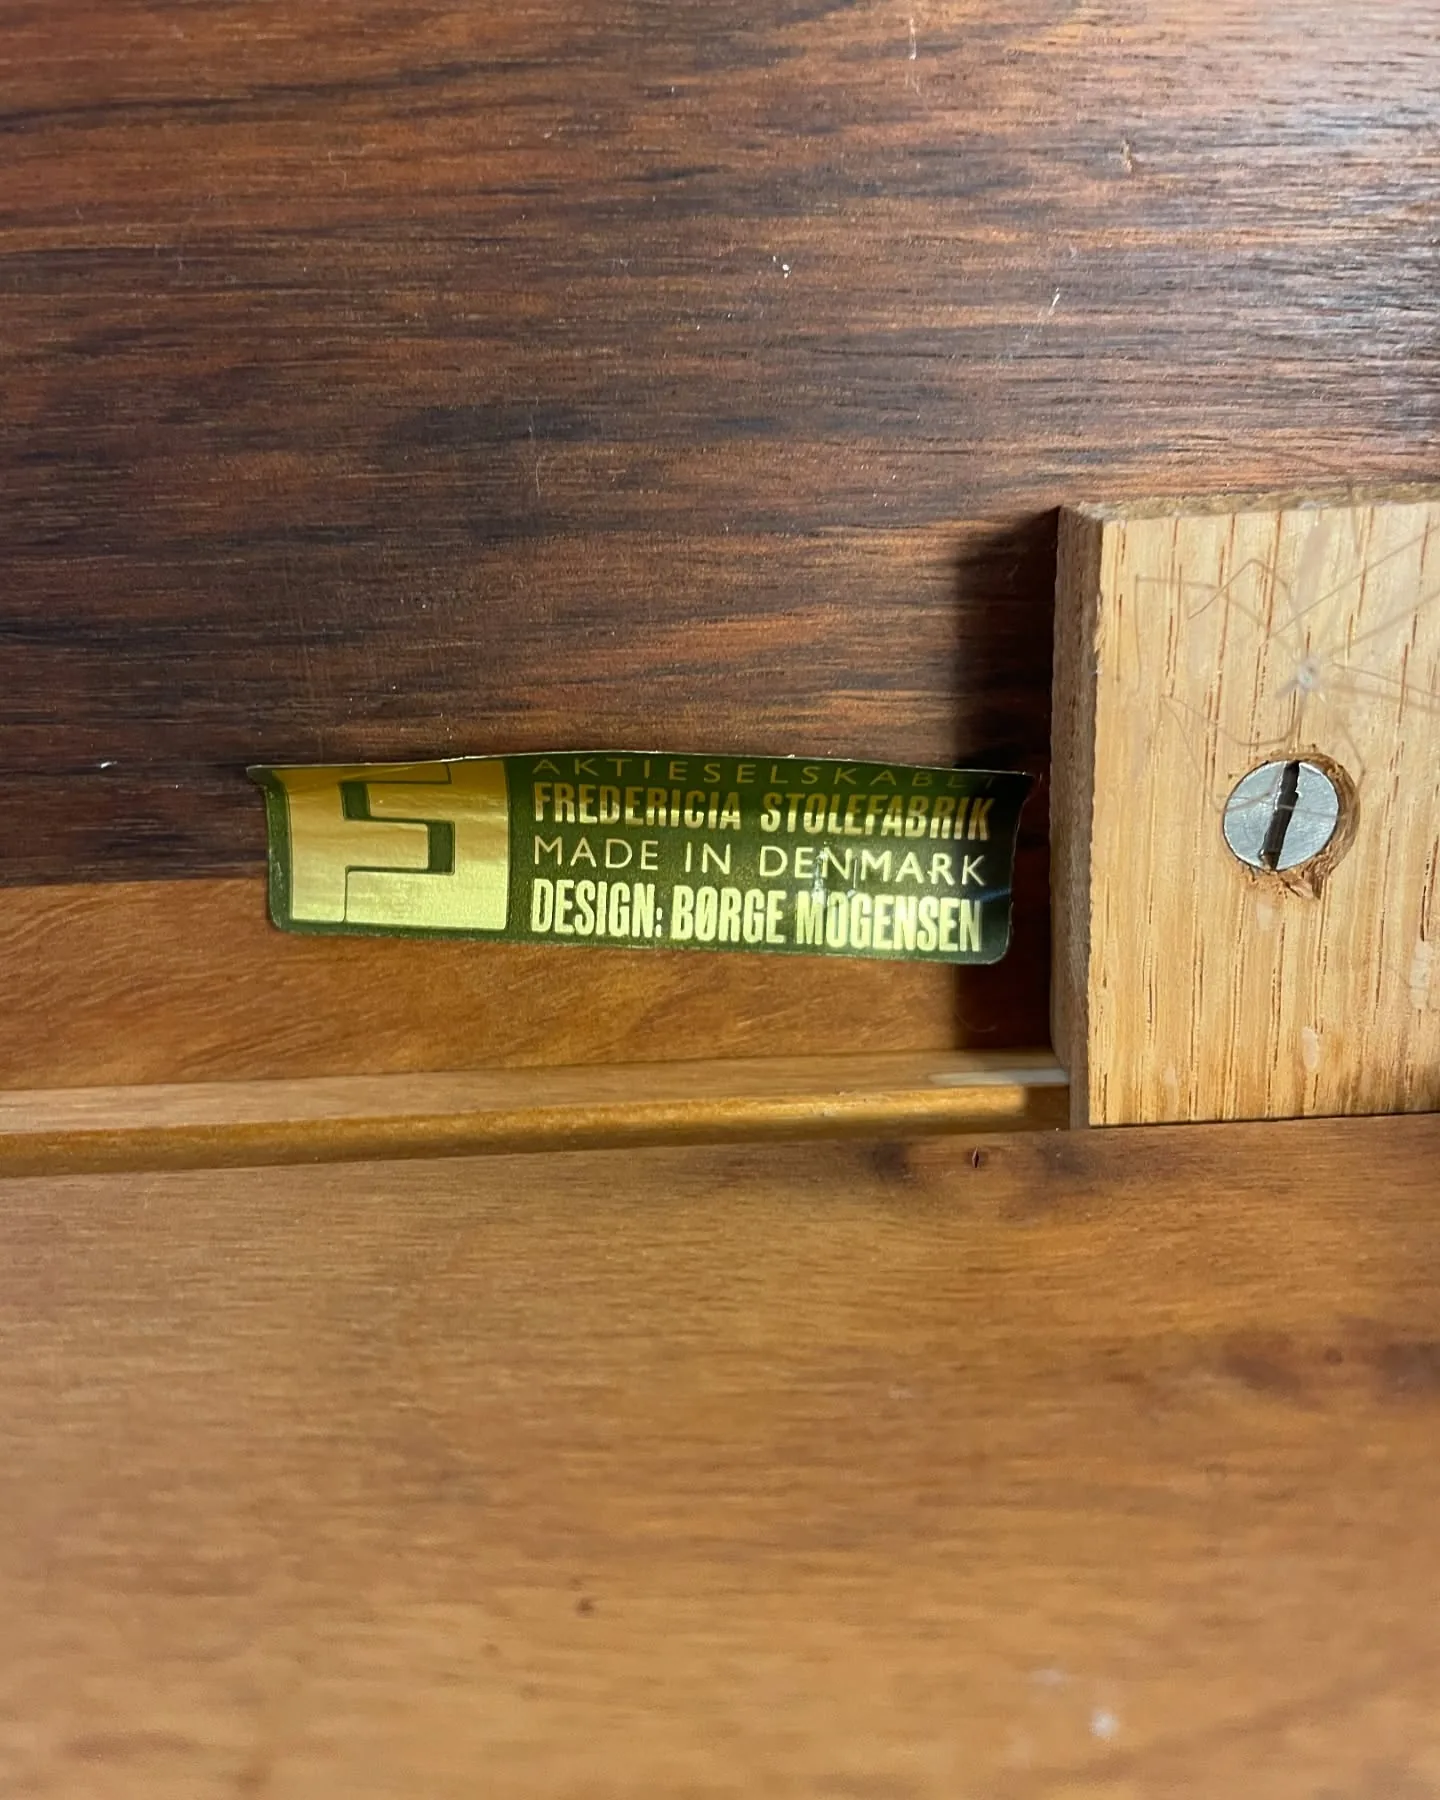 AKTIESELSKABET
FREDERICIA STOLEFABRIK
MADE IN DENMARK
DESIGN: BØRGE MOGENSEN